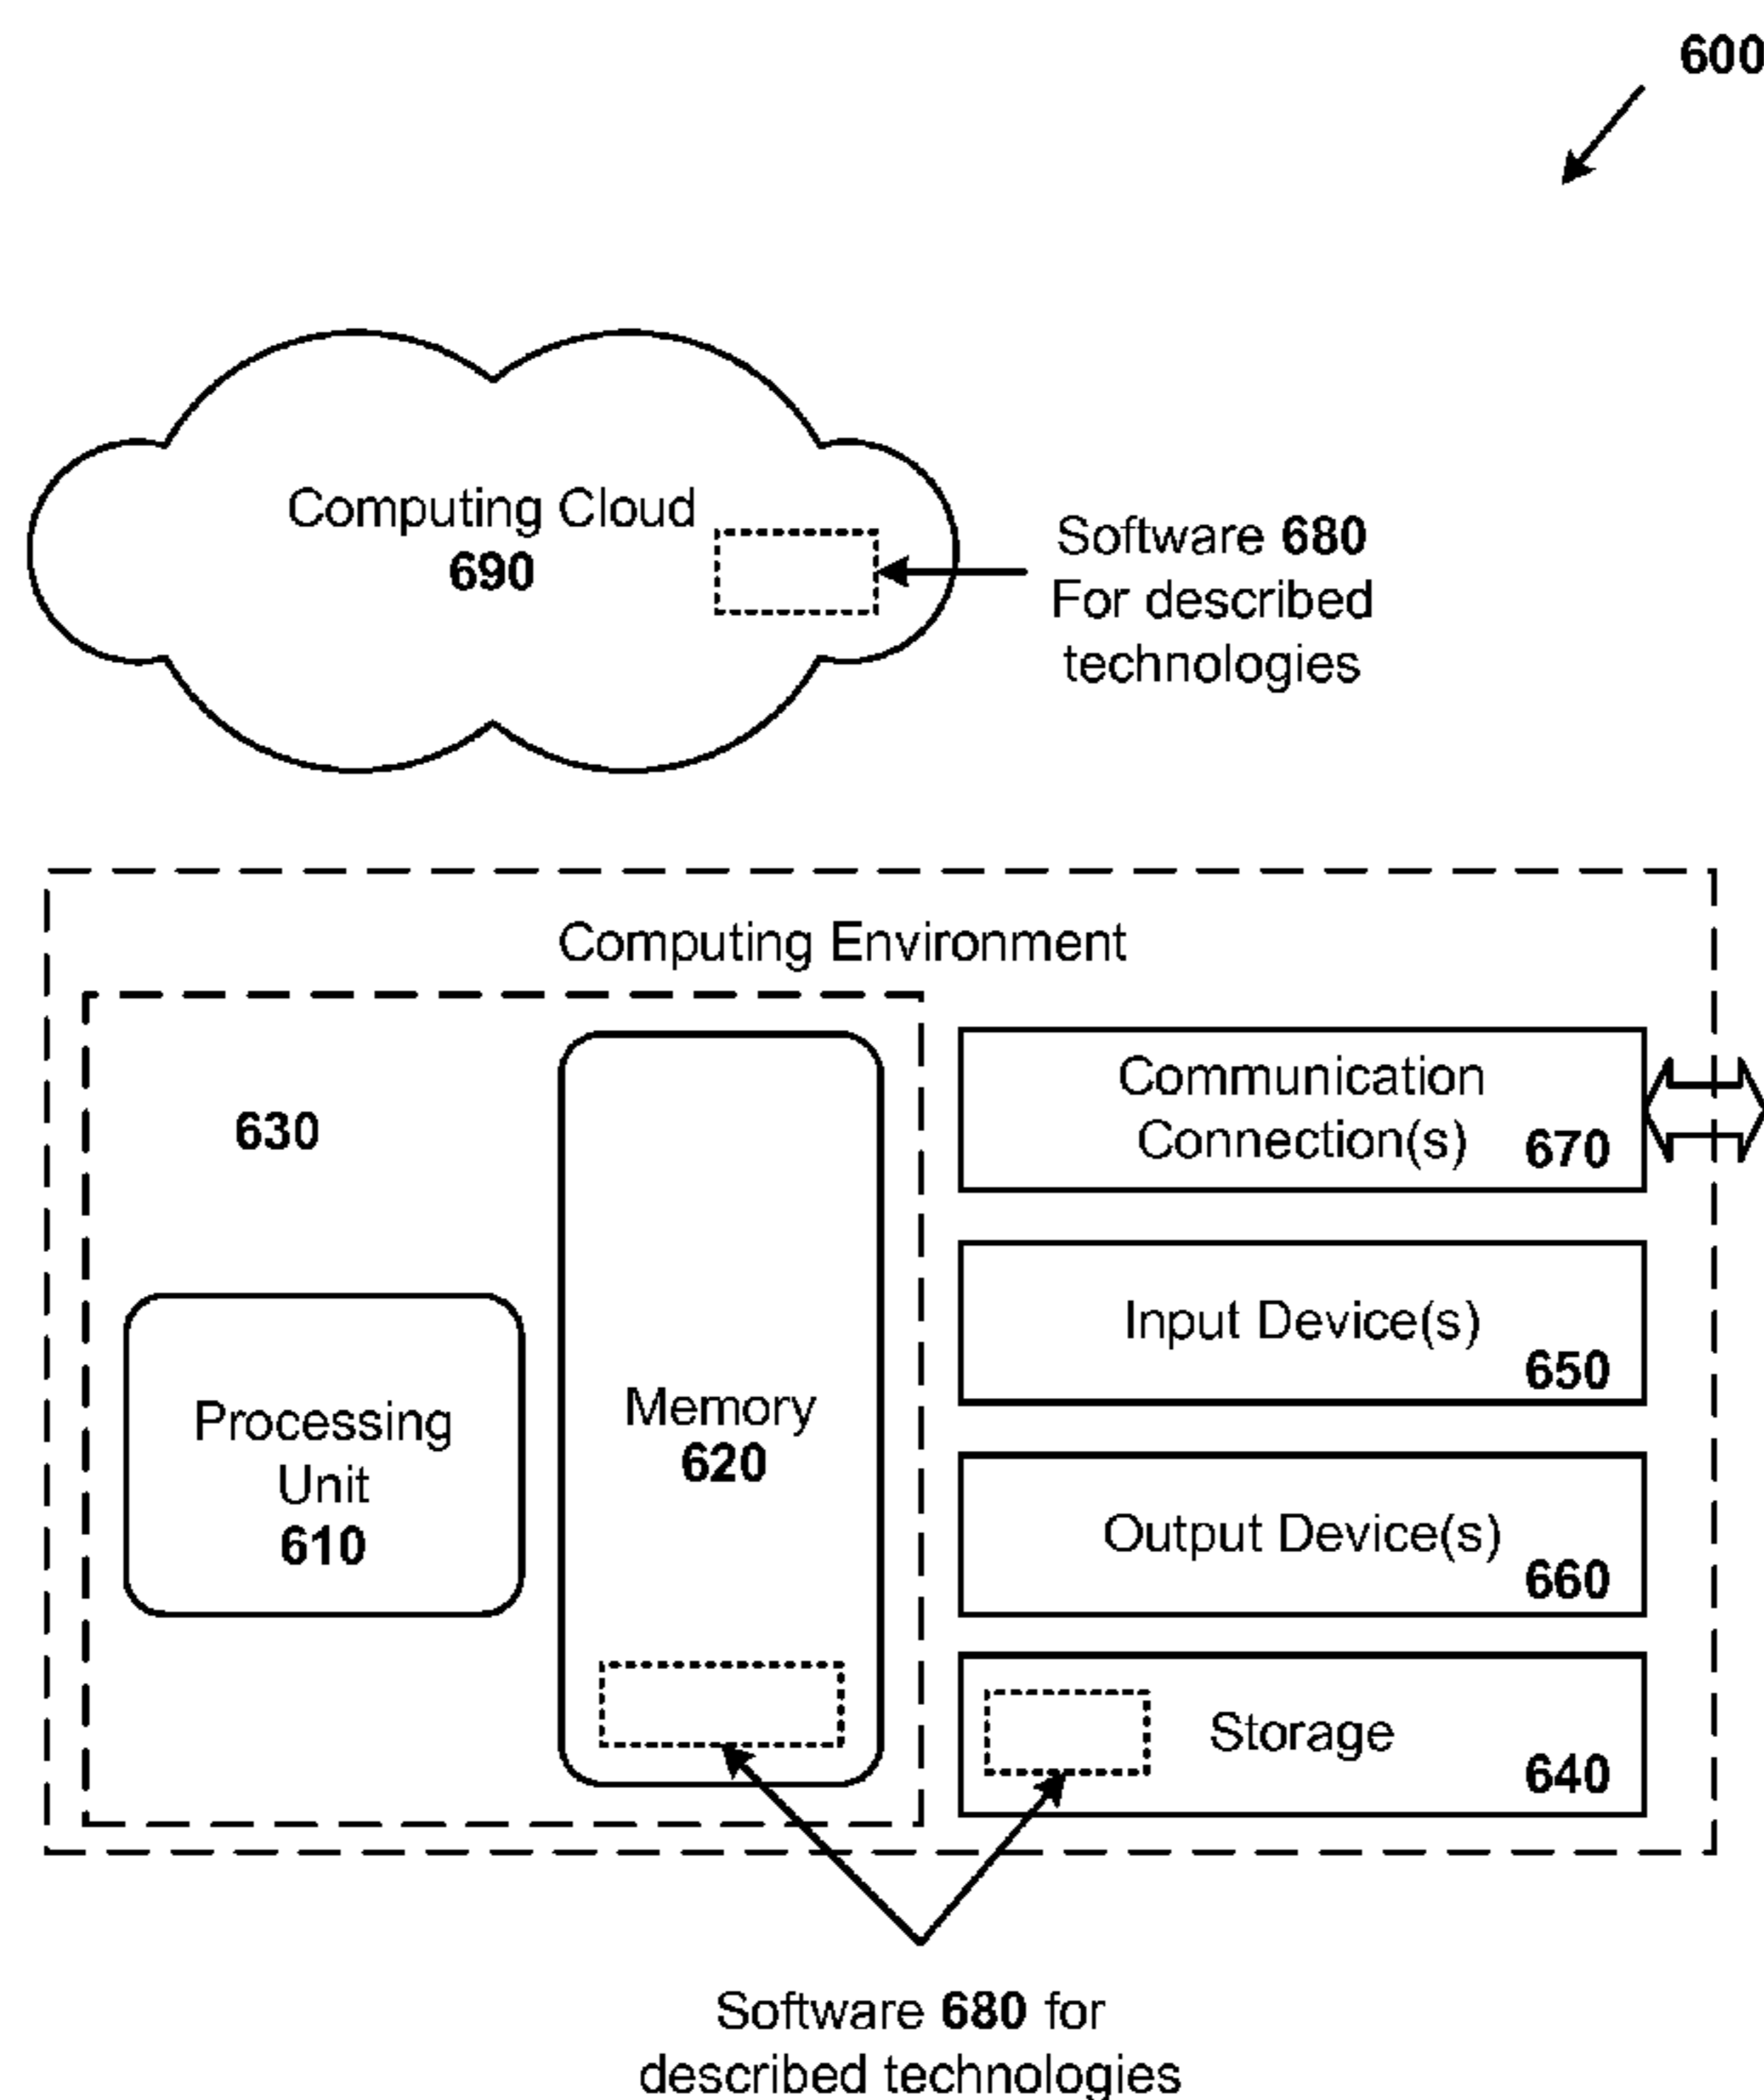 600
Computing Cloud
690
Software 680
For described
technologies
Computing Environment
630
Processing
Unit
610
Memory
620
Communication
Connection(s) 670
Input Device(s)
650
Output Device(s)
660
Storage
640
Software 680 for
described technologies